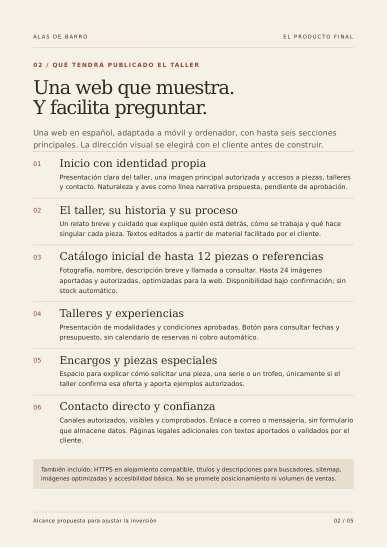 ALAS DE BARRO
EL PRODUCTO FINAL
02 / QUÉ TENDRÁ PUBLICADO EL TALLER
Una web que muestra.
Y facilita preguntar.
Una web en español, adaptada a móvil y ordenador, con hasta seis secciones
principales. La dirección visual se elegirá con el cliente antes de construir.
01 Inicio con identidad propia
Presentación clara del taller, una imagen principal autorizada y accesos a piezas, talleres
y contacto. Naturaleza y aves como línea narrativa propuesta, pendiente de aprobación.
02 El taller, su historia y su proceso
Un relato breve y cuidado que explique quién está detrás, cómo se trabaja y qué hace
singular cada pieza. Textos editados a partir de material facilitado por el cliente.
03 Catálogo inicial de hasta 12 piezas o referencias
Fotografía, nombre, descripción breve y llamada a consultar. Hasta 24 imágenes
aportadas y autorizadas, optimizadas para la web. Disponibilidad bajo confirmación; sin
stock automático.
04 Talleres y experiencias
Presentación de modalidades y condiciones aprobadas. Botón para consultar fechas y
presupuesto, sin calendario de reservas ni cobro automático.
05 Encargos y piezas especiales
Espacio para explicar cómo solicitar una pieza, una serie o un trofeo, únicamente si el
taller confirma esa oferta y aporta ejemplos autorizados.
06 Contacto directo y confianza
Canales autorizados, visibles y comprobados. Enlace a correo o mensajería, sin formulario
que almacene datos. Páginas legales adicionales con textos aportados o validados por el
cliente.
También incluido: HTTPS en alojamiento compatible, títulos y descripciones para buscadores, sitemap,
imágenes optimizadas y accesibilidad básica. No se promete posicionamiento ni volumen de ventas.
Alcance propuesto para ajustar la inversión
02 / 05